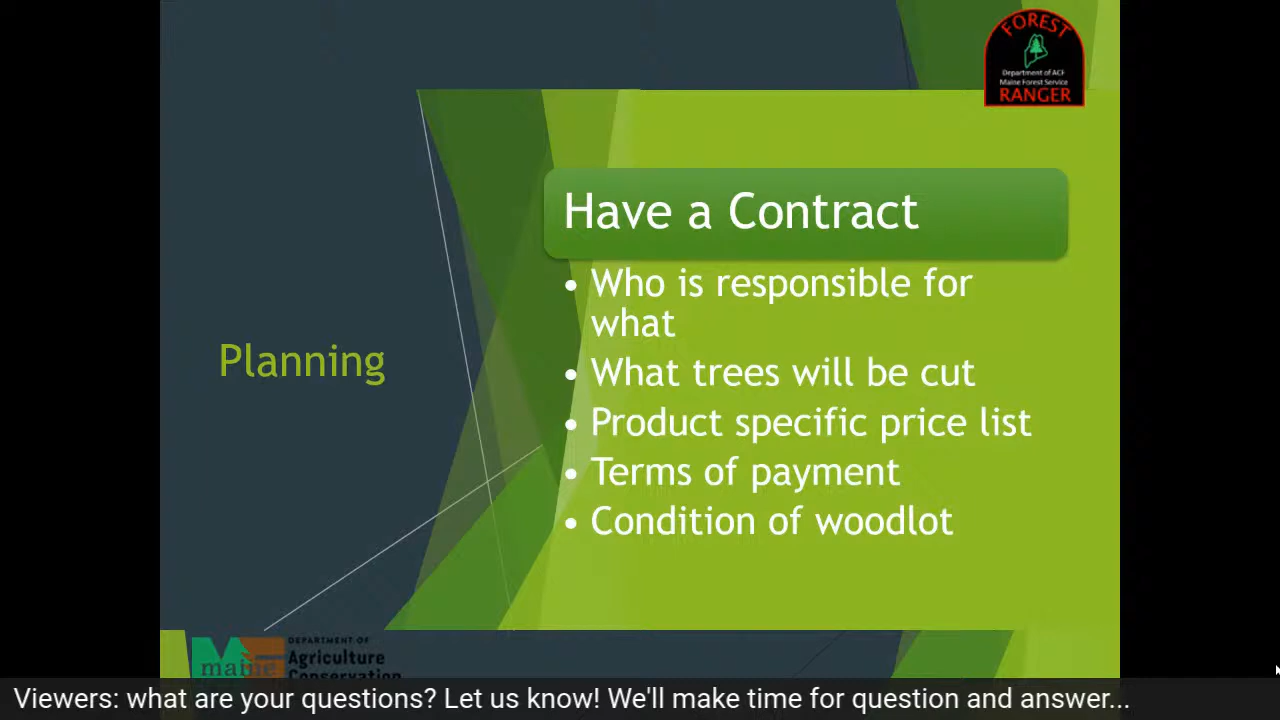 FOREST
Department of ACF
Maine Forest Service
RANGER
Have a Contract
• Who is responsible for
what
• What trees will be cut
• Product specific price list
• Terms of payment
• Condition of woodlot
Planning
maine
DEPARTMENT OF
Agriculture
Conservation
Viewers: what are your questions? Let us know! We'll make time for question and answer...